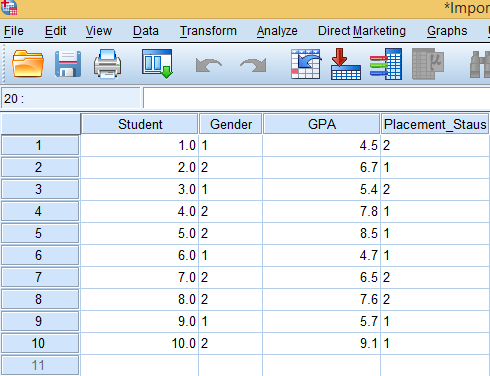 *Impor
File Edit View Data Transform Analyze Direct Marketing Graphs
20 :
Student Gender GPA Placement_Staus
1 1.0 1 4.5 2
2 2.0 2 6.7 1
3 3.0 1 5.4 2
4 4.0 2 7.8 1
5 5.0 2 8.5 1
6 6.0 1 4.7 1
7 7.0 2 6.5 2
8 8.0 2 7.6 2
9 9.0 1 5.7 1
10 10.0 2 9.1 1
11